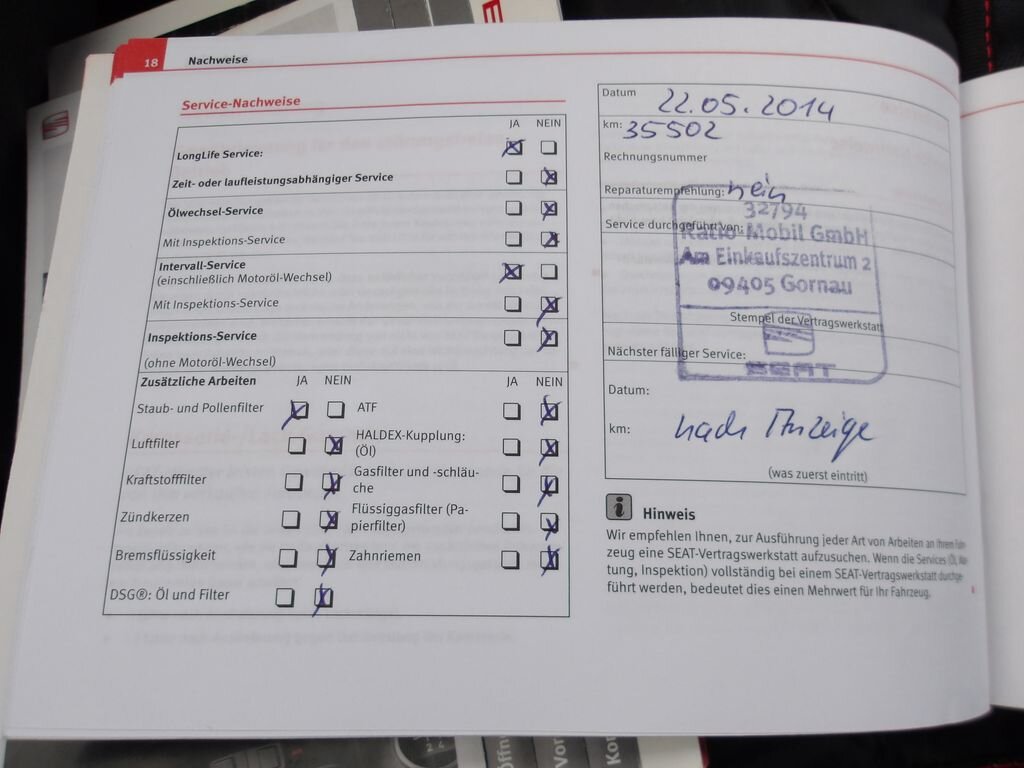 18 Nachweise
Service-Nachweise
JA NEIN
LongLife Service:
Zeit- oder laufleistungsabhängiger Service
Ölwechsel-Service
Mit Inspektions-Service
Intervall-Service
(einschließlich Motoröl-Wechsel)
Mit Inspektions-Service
Inspektions-Service
(ohne Motoröl-Wechsel)
Zusätzliche Arbeiten JA NEIN JA NEIN
Staub- und Pollenfilter ATF
Luftfilter HALDEX-Kupplung:
(Öl)
Kraftstofffilter Gasfilter und -schläu-
che
Zündkerzen Flüssiggasfilter (Pa-
pierfilter)
Bremsflüssigkeit Zahnriemen
DSG®: Öl und Filter
Datum 22.05.2014
km: 35502
Rechnungsnummer
Reparaturempfehlung: nein
32794
Service durchgeführt von:
Ratio-Mobil GmbH
Am Einkaufszentrum 2
09405 Gornau
Stempel der Vertragswerkstatt
Nächster fälliger Service:
SEAT
Datum:
km: nach Anzeige
(was zuerst eintritt)
i Hinweis
Wir empfehlen Ihnen, zur Ausführung jeder Art von Arbeiten an Ihrem Fahr-
zeug eine SEAT-Vertragswerkstatt aufzusuchen. Wenn die Services (Öl, War-
tung, Inspektion) vollständig bei einem SEAT-Vertragswerkstatt durchge-
führt werden, bedeutet dies einen Mehrwert für Ihr Fahrzeug.